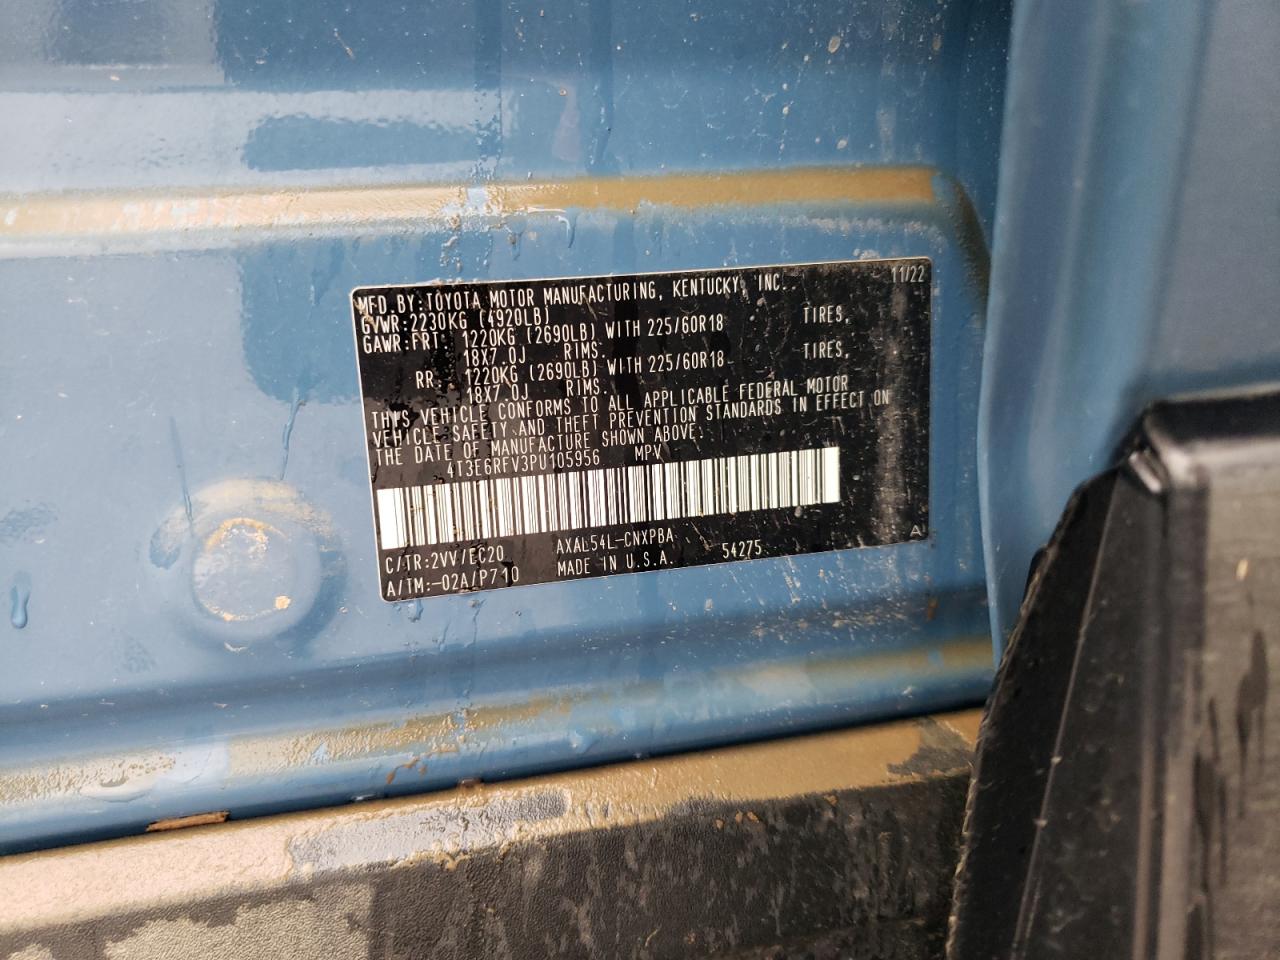 MFD.BY:TOYOTA MOTOR MANUFACTURING, KENTUCKY, INC. 11/22
GVWR:2230KG (4920LB)
GAWR:FRT. 1220KG (2690LB) WITH 225/60R18 TIRES,
18X7.0J RIMS.
RR. 1220KG (2690LB) WITH 225/60R18 TIRES,
18X7.0J RIMS.
THIS VEHICLE CONFORMS TO ALL APPLICABLE FEDERAL MOTOR
VEHICLE SAFETY AND THEFT PREVENTION STANDARDS IN EFFECT ON
THE DATE OF MANUFACTURE SHOWN ABOVE.
4T3E6RFV3PU105956 MPV
C/TR:2VV/EC20 AXAL54L-CNXPBA
A/TM:-02A/P710 MADE IN U.S.A. 54275 A